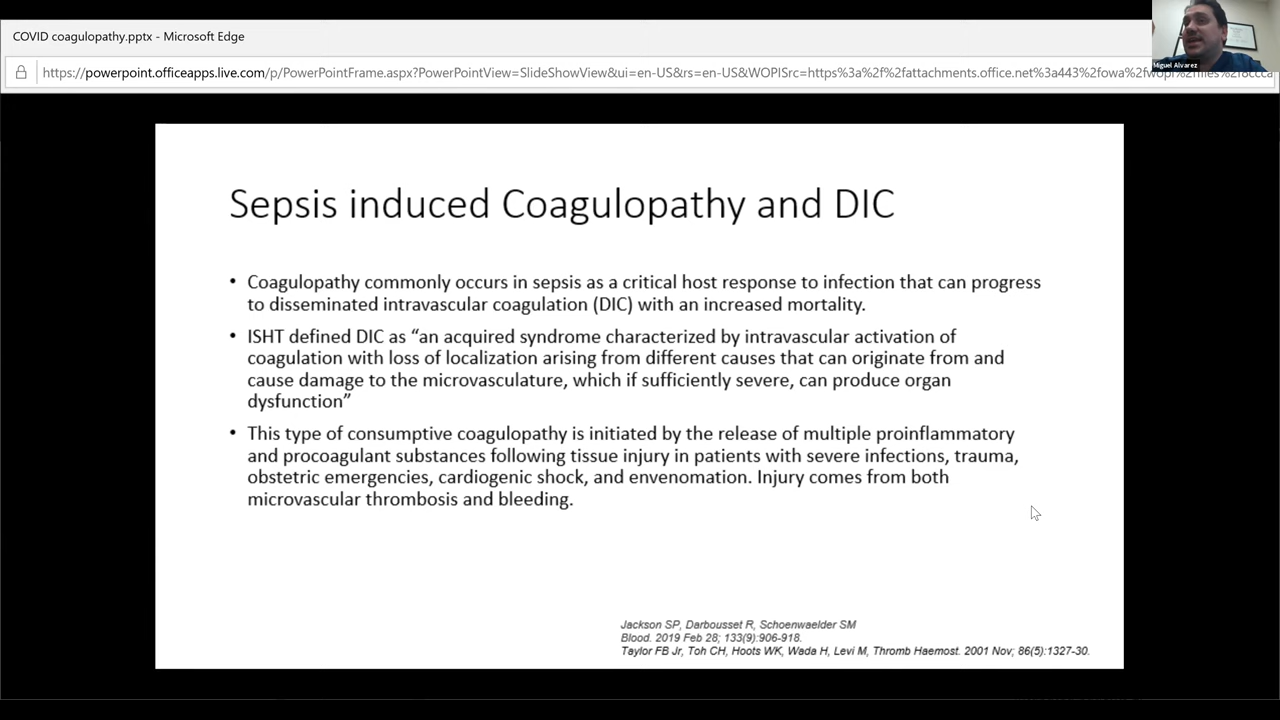 COVID coagulopathy.pptx - Microsoft Edge
https://powerpoint.officeapps.live.com/p/PowerPointFrame.aspx?PowerPointView=SlideShowView&ui=en-US&rs=en-US&WOPISrc=https%3a%2f%2fattachments.office.net%3a443%2fowa%2fwopi%2ffiles%2f8ccca
Miguel Alvarez
Sepsis induced Coagulopathy and DIC
• Coagulopathy commonly occurs in sepsis as a critical host response to infection that can progress
to disseminated intravascular coagulation (DIC) with an increased mortality.
• ISHT defined DIC as “an acquired syndrome characterized by intravascular activation of
coagulation with loss of localization arising from different causes that can originate from and
cause damage to the microvasculature, which if sufficiently severe, can produce organ
dysfunction”
• This type of consumptive coagulopathy is initiated by the release of multiple proinflammatory
and procoagulant substances following tissue injury in patients with severe infections, trauma,
obstetric emergencies, cardiogenic shock, and envenomation. Injury comes from both
microvascular thrombosis and bleeding.
Jackson SP, Darbousset R, Schoenwaelder SM
Blood. 2019 Feb 28; 133(9):906-918.
Taylor FB Jr, Toh CH, Hoots WK, Wada H, Levi M, Thromb Haemost. 2001 Nov; 86(5):1327-30.